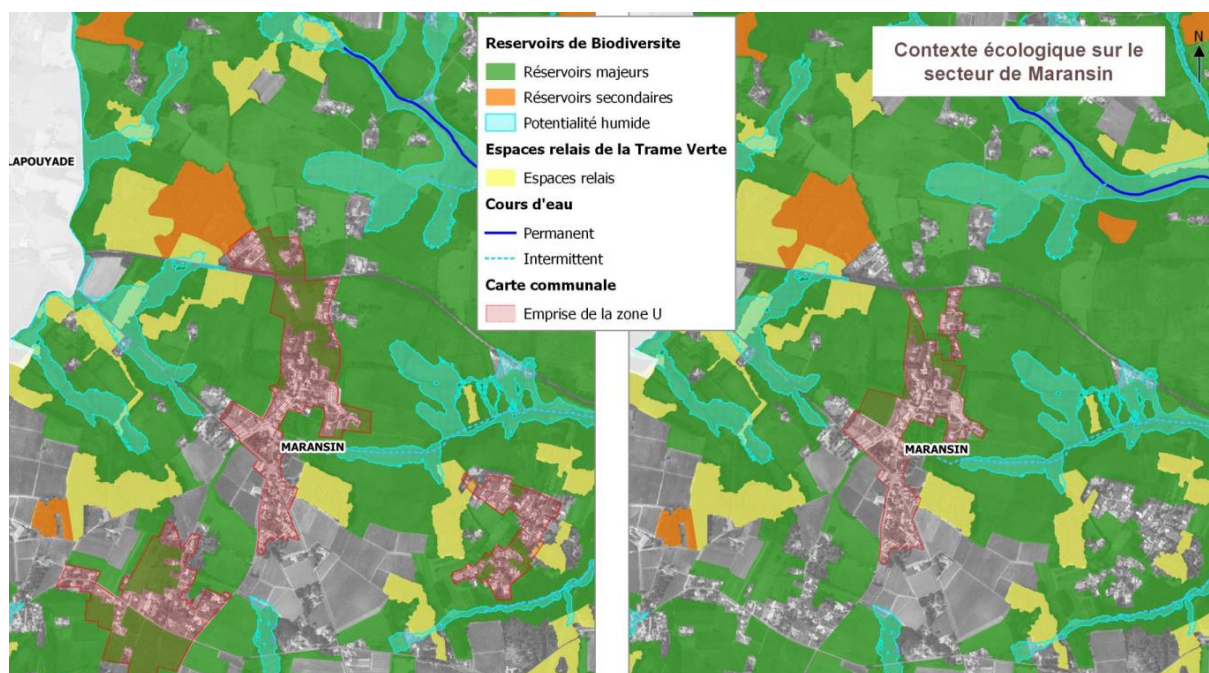 Reservoirs de Biodiversite
Réservoirs majeurs
Réservoirs secondaires
Potentialité humide
Espaces relais de la Trame Verte
Espaces relais
Cours d'eau
Permanent
Intermittent
Carte communale
Emprise de la zone U
Contexte écologique sur le
secteur de Maransin
N
LAPOUYADE
MARANSIN
MARANSIN